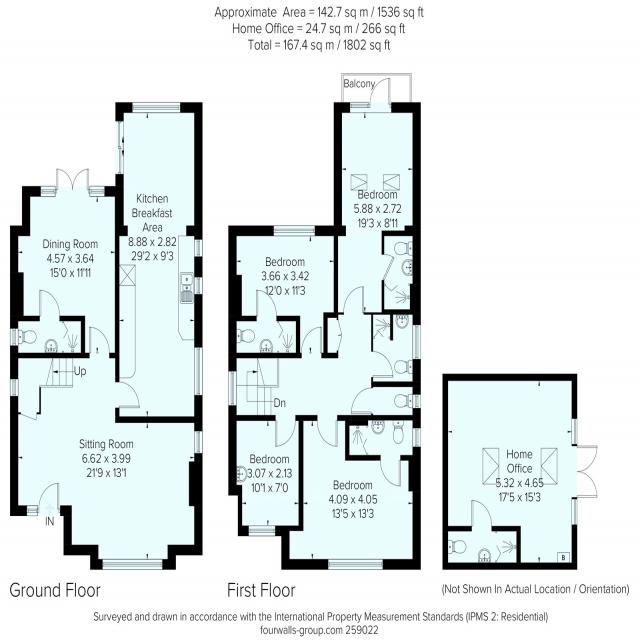 Approximate Area = 142.7 sq m / 1536 sq ft
Home Office = 24.7 sq m / 266 sq ft
Total = 167.4 sq m / 1802 sq ft
Balcony
Kitchen
Breakfast
Area
8.88 x 2.82
29'2 x 9'3
Dining Room
4.57 x 3.64
15'0 x 11'11
Up
Sitting Room
6.62 x 3.99
21'9 x 13'1
IN
Bedroom
5.88 x 2.72
19'3 x 8'11
Bedroom
3.66 x 3.42
12'0 x 11'3
Dn
Bedroom
3.07 x 2.13
10'1 x 7'0
Bedroom
4.09 x 4.05
13'5 x 13'3
Home
Office
5.32 x 4.65
17'5 x 15'3
B
Ground Floor
First Floor
(Not Shown In Actual Location / Orientation)
Surveyed and drawn in accordance with the International Property Measurement Standards (IPMS 2: Residential)
fourwalls-group.com 259022